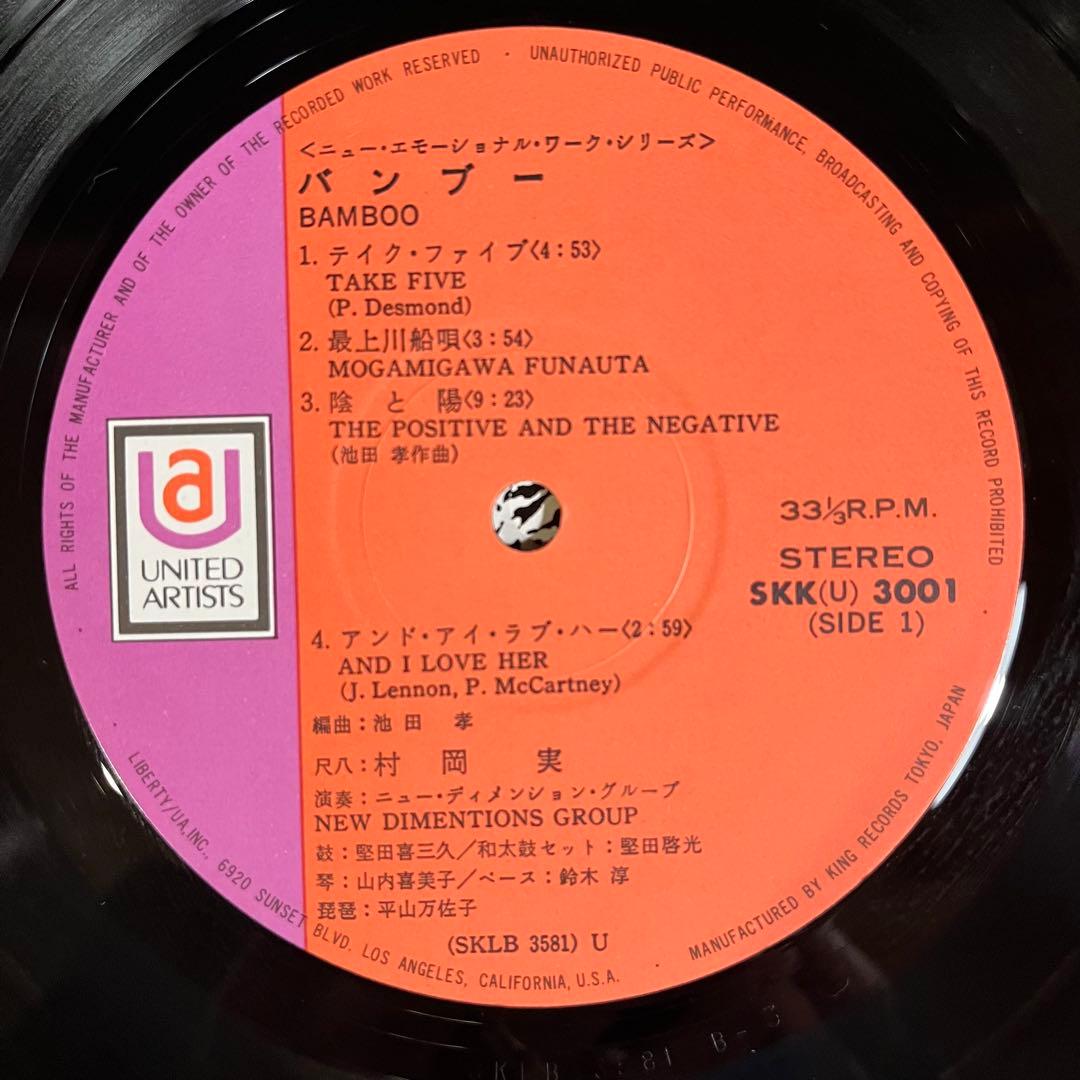 ALL RIGHTS OF THE MANUFACTURER AND OF THE OWNER OF THE RECORDED WORK RESERVED · UNAUTHORIZED PUBLIC PERFORMANCE, BROADCASTING AND COPYING OF THIS RECORD PROHIBITED
<ニュー・エモーショナル・ワーク・シリーズ>
バンブー
BAMBOO
1. テイク・ファイブ〈4:53〉
TAKE FIVE
(P. Desmond)
2. 最上川船唄〈3:54〉
MOGAMIGAWA FUNAUTA
3. 陰と陽〈9:23〉
THE POSITIVE AND THE NEGATIVE
(池田 孝作曲)
ua
UNITED
ARTISTS
33⅓R.P.M.
STEREO
SKK(U) 3001
(SIDE 1)
4. アンド・アイ・ラブ・ハー〈2:59〉
AND I LOVE HER
(J. Lennon, P. McCartney)
編曲:池田 孝
尺八:村岡 実
演奏:ニュー・ディメンション・グループ
NEW DIMENTIONS GROUP
鼓:堅田喜三久/和太鼓セット:堅田啓光
琴:山内喜美子/ベース:鈴木 淳
琵琶:平山万佐子
(SKLB 3581) U
LIBERTY/UA, INC., 6920 SUNSET BLVD. LOS ANGELES, CALIFORNIA, U.S.A. · MANUFACTURED BY KING RECORDS TOKYO, JAPAN
81 B-3